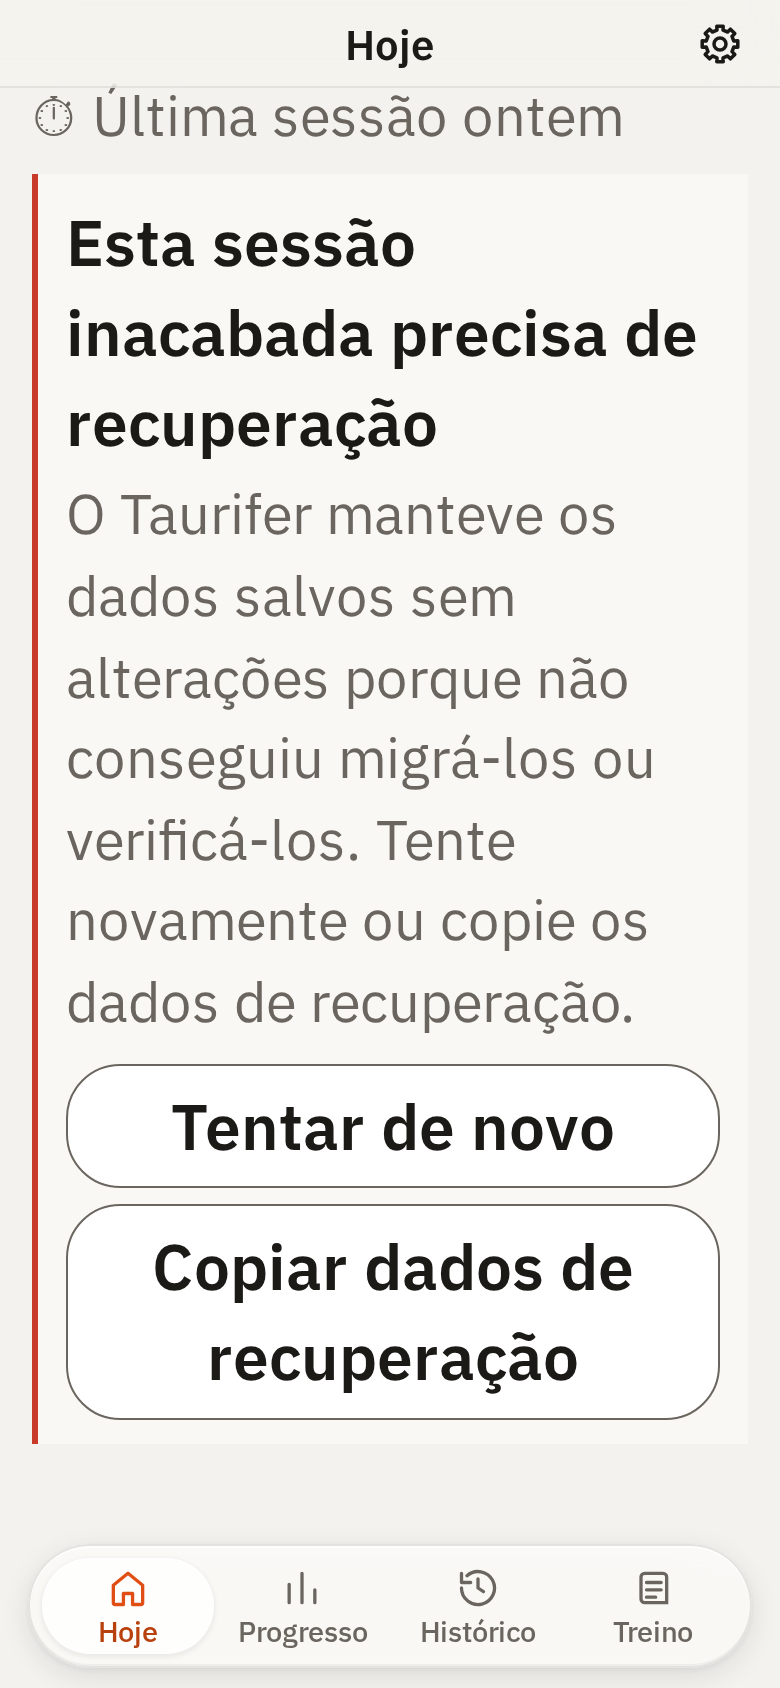 Hoje
Última sessão ontem
Esta sessão
inacabada precisa de
recuperação
O Taurifer manteve os
dados salvos sem
alterações porque não
conseguiu migrá-los ou
verificá-los. Tente
novamente ou copie os
dados de recuperação.
Tentar de novo
Copiar dados de
recuperação
Hoje
Progresso
Histórico
Treino